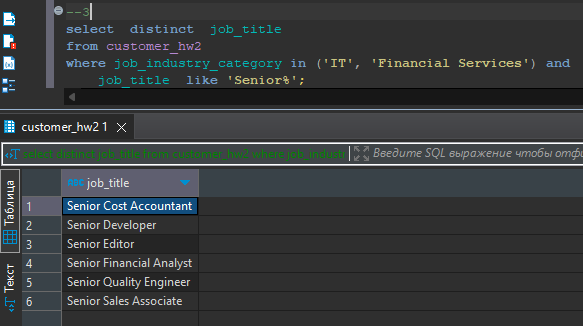 --3
select distinct job_title
from customer_hw2
where job_industry_category in ('IT', 'Financial Services') and
job_title like 'Senior%';
customer_hw2 1
select distinct job_title from customer_hw2 where job_industr
Введите SQL выражение чтобы отфи
Таблица
Текст
job_title
1 Senior Cost Accountant
2 Senior Developer
3 Senior Editor
4 Senior Financial Analyst
5 Senior Quality Engineer
6 Senior Sales Associate